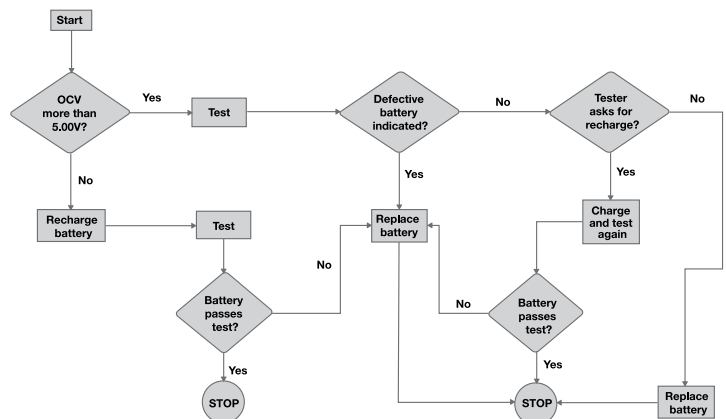 Start
OCV
more than
5.00V?
Yes
Test
Defective
battery
indicated?
No
Tester
asks for
recharge?
No
No
Yes
Yes
Recharge
battery
Test
Replace
battery
Charge
and test
again
No
No
Battery
passes
test?
Battery
passes
test?
Yes
Yes
STOP
STOP
Replace
battery